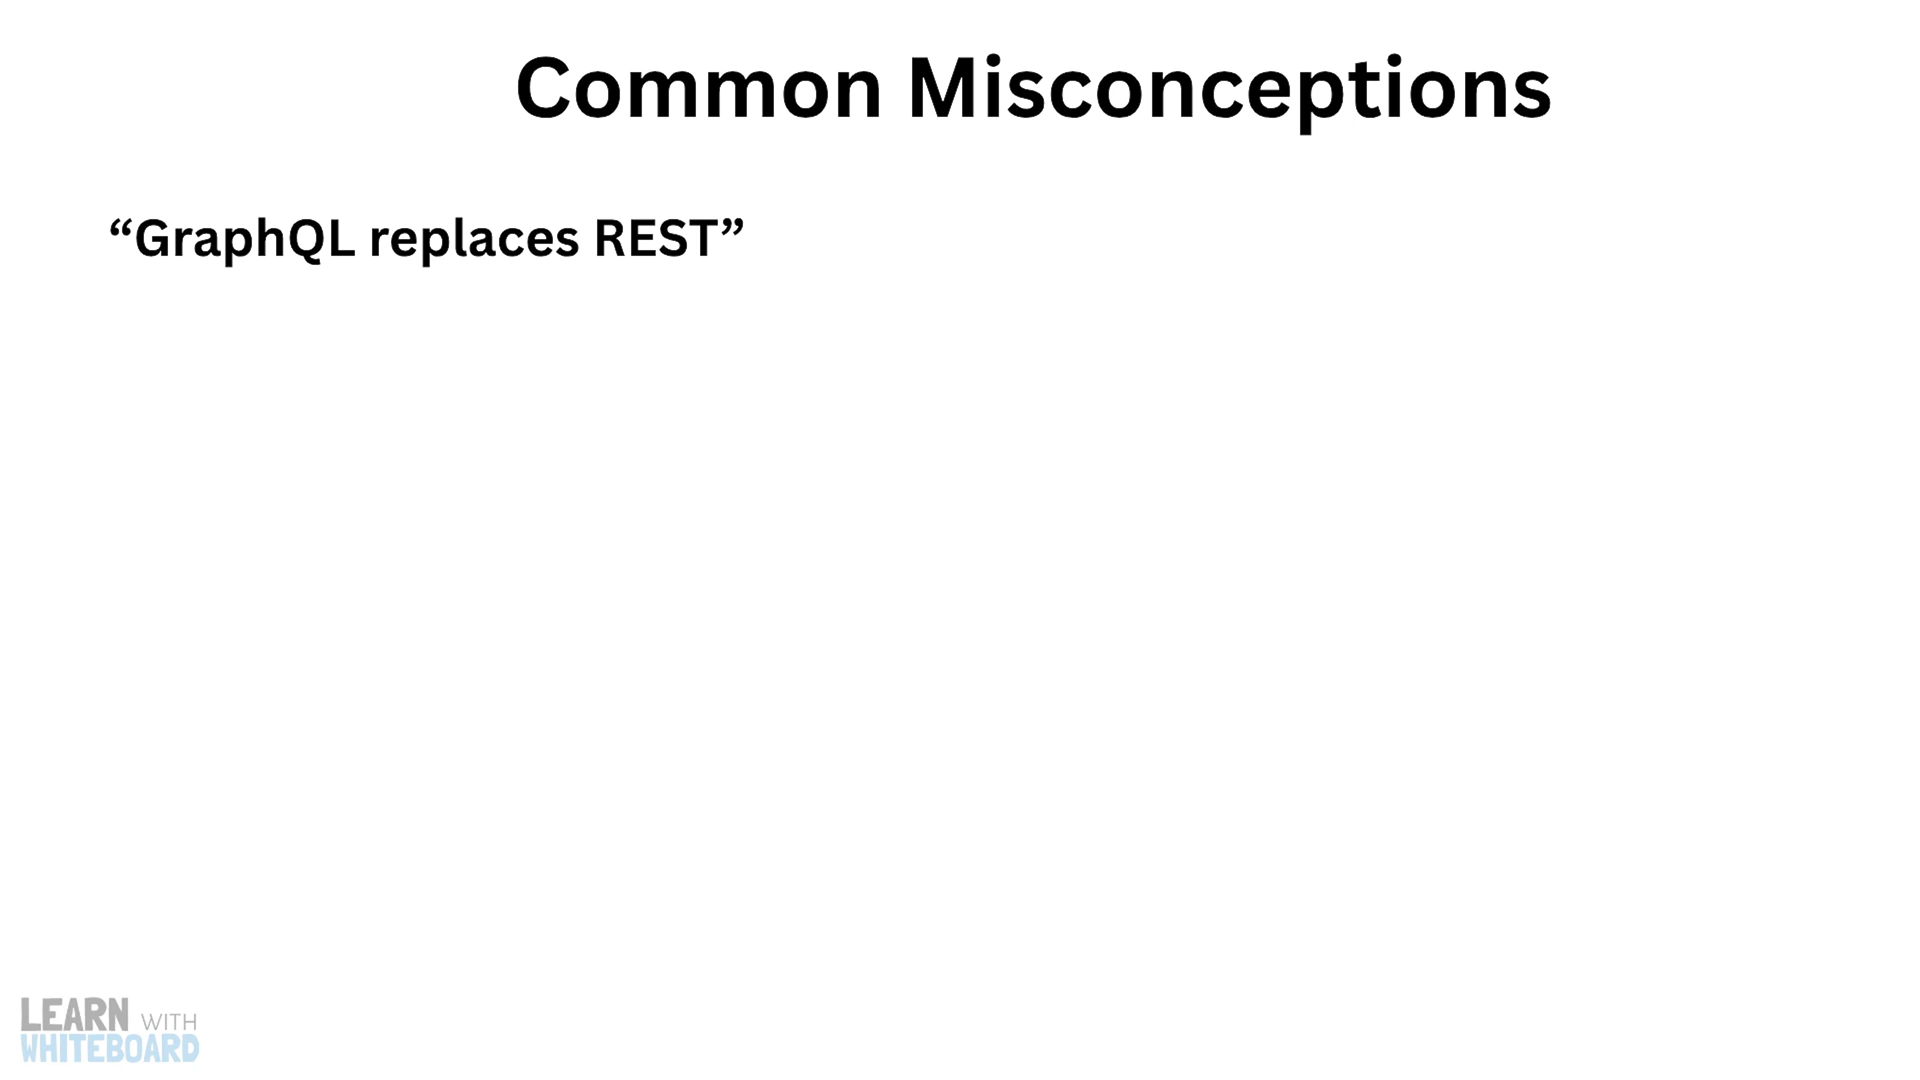 Common Misconceptions
“GraphQL replaces REST”
LEARN WITH
WHITEBOARD